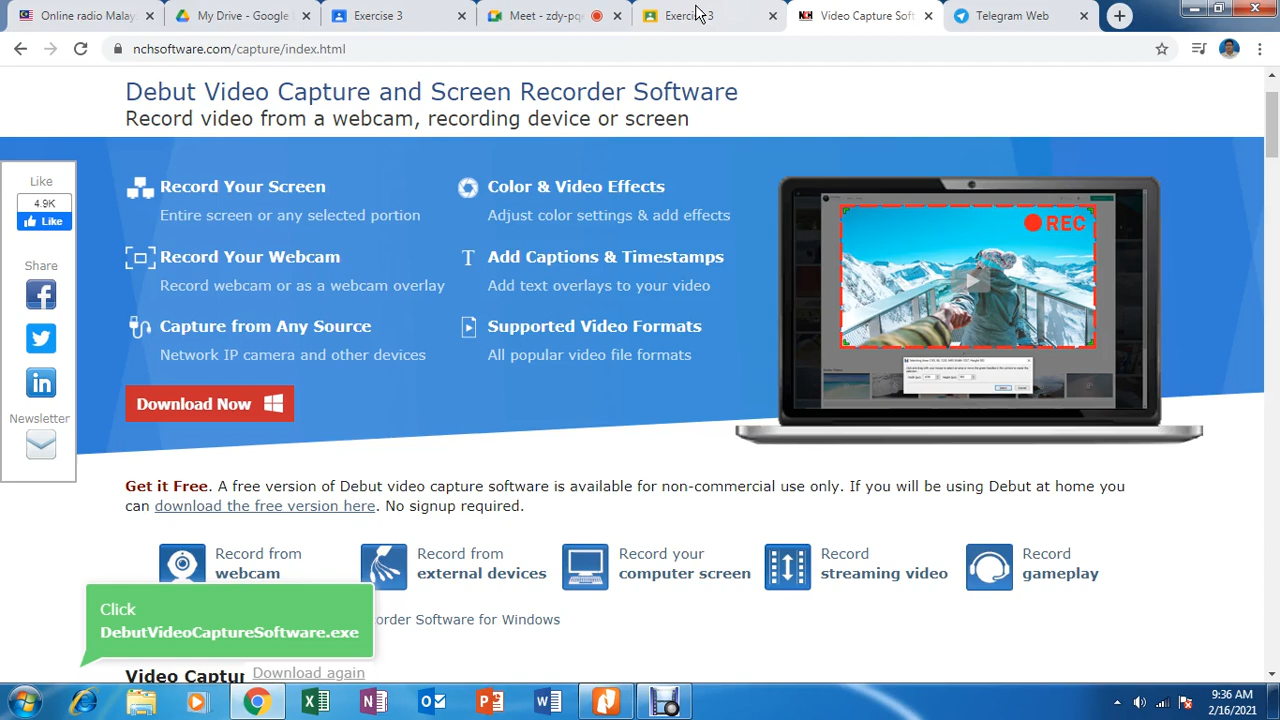 Online radio Malay
My Drive - Google
Exercise 3
Meet - zdy-pqe
Exerci 3
NCH
Video Capture Soft
Telegram Web
nchsoftware.com/capture/index.html
Debut Video Capture and Screen Recorder Software
Record video from a webcam, recording device or screen
Like
4.9K
Like
Share
Newsletter
Record Your Screen
Entire screen or any selected portion
Record Your Webcam
Record webcam or as a webcam overlay
Capture from Any Source
Network IP camera and other devices
Color & Video Effects
Adjust color settings & add effects
Add Captions & Timestamps
Add text overlays to your video
Supported Video Formats
All popular video file formats
REC
Download Now
Get it Free. A free version of Debut video capture software is available for non-commercial use only. If you will be using Debut at home you
can download the free version here. No signup required.
Record from
webcam
Record from
external devices
Record your
computer screen
Record
streaming video
Record
gameplay
Click
DebutVideoCaptureSoftware.exe
order Software for Windows
Download again
Video Captur
9:36 AM
2/16/2021